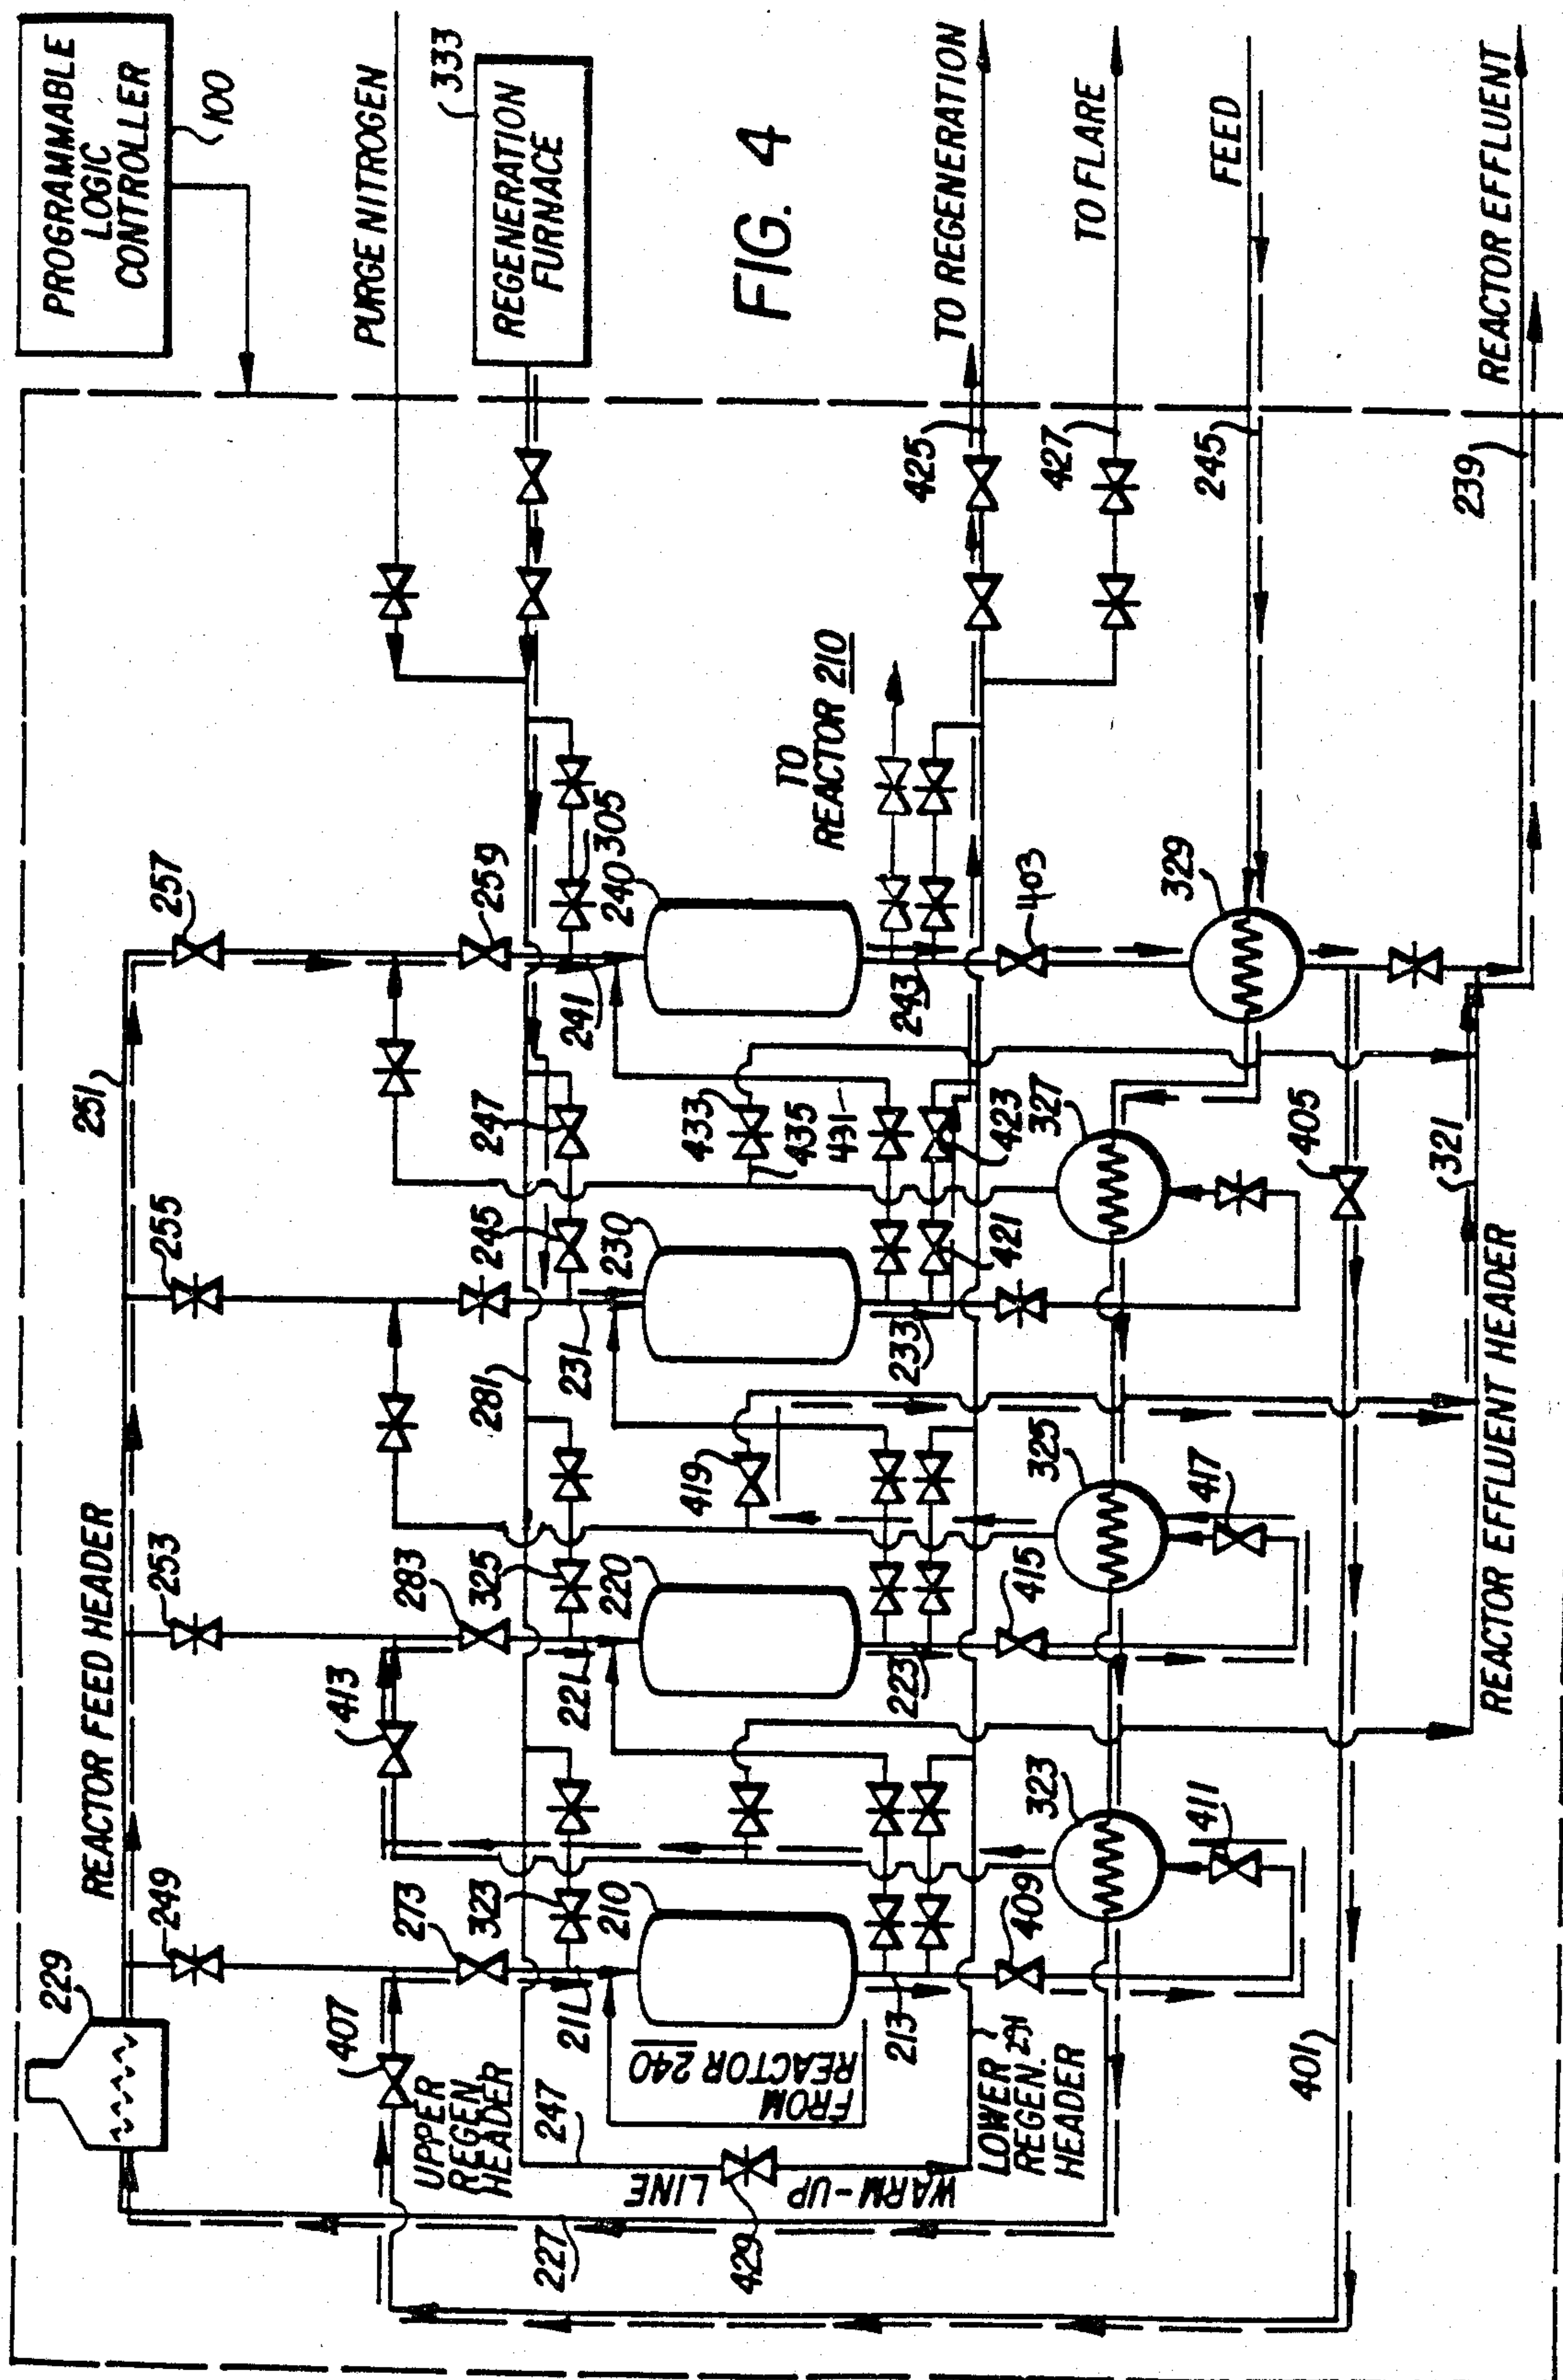 PROGRAMMABLE
LOGIC
CONTROLLER
100
PURGE NITROGEN
333
REGENERATION
FURNACE
FIG. 4
TO REGENERATION
TO FLARE
FEED
REACTOR EFFLUENT
425
427
245
239
TO
REACTOR 210
257
259
305
240
241
243
403
329
251
247
433
435
431
423
327
405
321
255
245
230
231
281
233
421
REACTOR EFFLUENT HEADER
REACTOR FEED HEADER
253
283
325
220
221
223
419
415
325
417
413
249
273
323
210
211
213
409
323
411
229
407
UPPER
REGEN.
HEADER
247
FROM
REACTOR 240
LOWER
REGEN. 291
HEADER
WARM-UP LINE
429
227
401